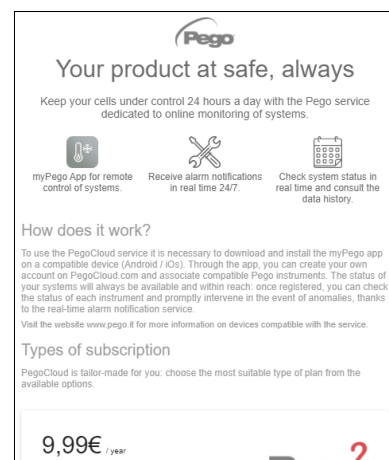 Pego
Your product at safe, always
Keep your cells under control 24 hours a day with the Pego service
dedicated to online monitoring of systems.
myPego App for remote
control of systems.
Receive alarm notifications
in real time 24/7.
Check system status in
real time and consult the
data history.
How does it work?
To use the PegoCloud service it is necessary to download and install the myPego app
on a compatible device (Android / iOs). Through the app, you can create your own
account on PegoCloud.com and associate compatible Pego instruments. The status of
your systems will always be available and within reach: once registered, you can check
the status of each instrument and promptly intervene in the event of anomalies, thanks
to the real-time alarm notification service.
Visit the website www.pego.it for more information on devices compatible with the service.
Types of subscription
PegoCloud is tailor-made for you: choose the most suitable type of plan from the
available options.
9,99€ / year
2